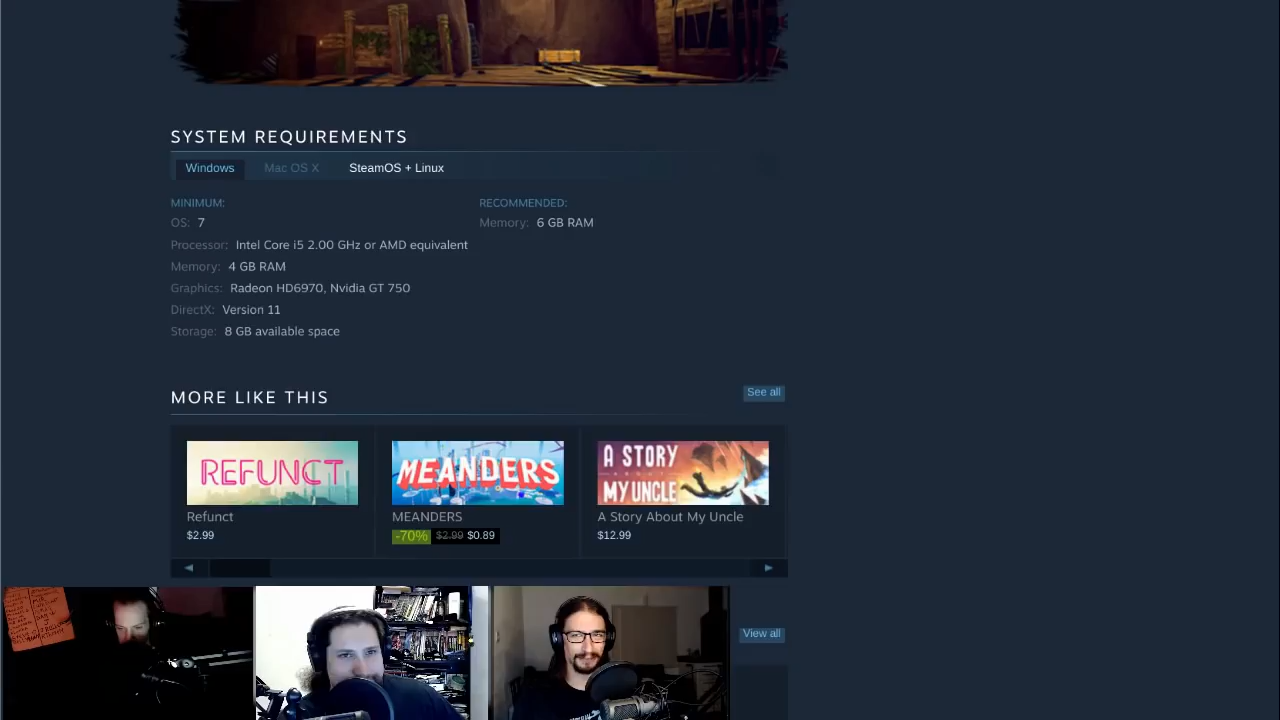 SYSTEM REQUIREMENTS
Windows Mac OS X SteamOS + Linux
MINIMUM: RECOMMENDED:
OS: 7 Memory: 6 GB RAM
Processor: Intel Core i5 2.00 GHz or AMD equivalent
Memory: 4 GB RAM
Graphics: Radeon HD6970, Nvidia GT 750
DirectX: Version 11
Storage: 8 GB available space
MORE LIKE THIS See all
REFUNCT
MEANDERS
A STORY
ABOUT
MY UNCLE
Refunct MEANDERS A Story About My Uncle
$2.99 -70% $2.99 $0.89 $12.99
View all